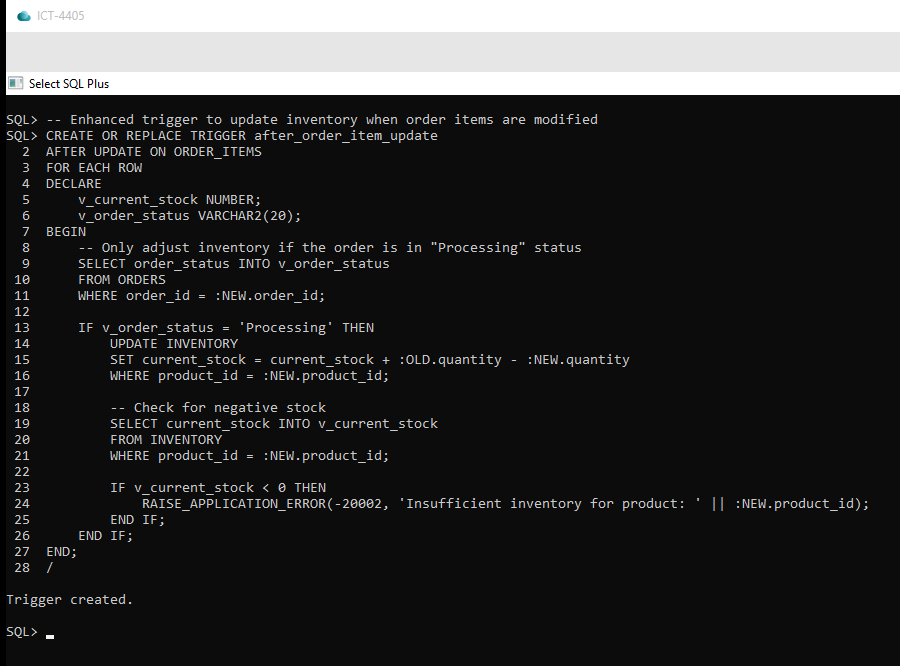 ICT-4405
Select SQL Plus
SQL> -- Enhanced trigger to update inventory when order items are modified
SQL> CREATE OR REPLACE TRIGGER after_order_item_update
  2  AFTER UPDATE ON ORDER_ITEMS
  3  FOR EACH ROW
  4  DECLARE
  5      v_current_stock NUMBER;
  6      v_order_status VARCHAR2(20);
  7  BEGIN
  8      -- Only adjust inventory if the order is in "Processing" status
  9      SELECT order_status INTO v_order_status
 10      FROM ORDERS
 11      WHERE order_id = :NEW.order_id;
 12
 13      IF v_order_status = 'Processing' THEN
 14          UPDATE INVENTORY
 15          SET current_stock = current_stock + :OLD.quantity - :NEW.quantity
 16          WHERE product_id = :NEW.product_id;
 17
 18          -- Check for negative stock
 19          SELECT current_stock INTO v_current_stock
 20          FROM INVENTORY
 21          WHERE product_id = :NEW.product_id;
 22
 23          IF v_current_stock < 0 THEN
 24              RAISE_APPLICATION_ERROR(-20002, 'Insufficient inventory for product: ' || :NEW.product_id);
 25          END IF;
 26      END IF;
 27  END;
 28  /
Trigger created.
SQL>